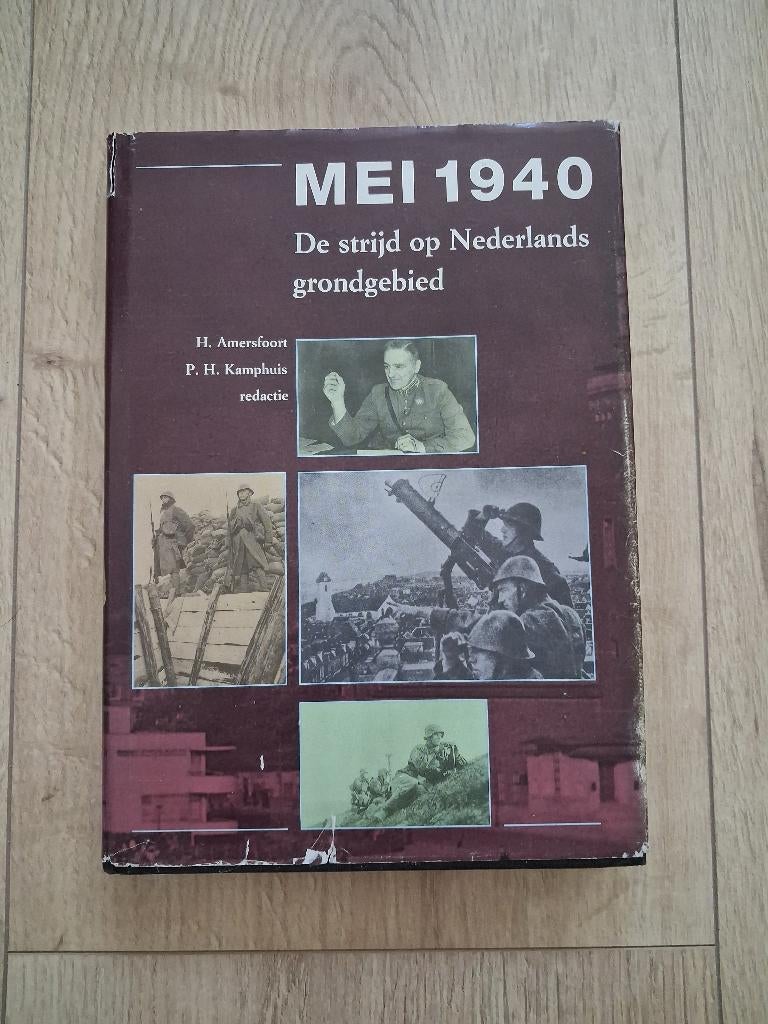 MEI 1940
De strijd op Nederlands
grondgebied
H. Amersfoort
P. H. Kamphuis
redactie